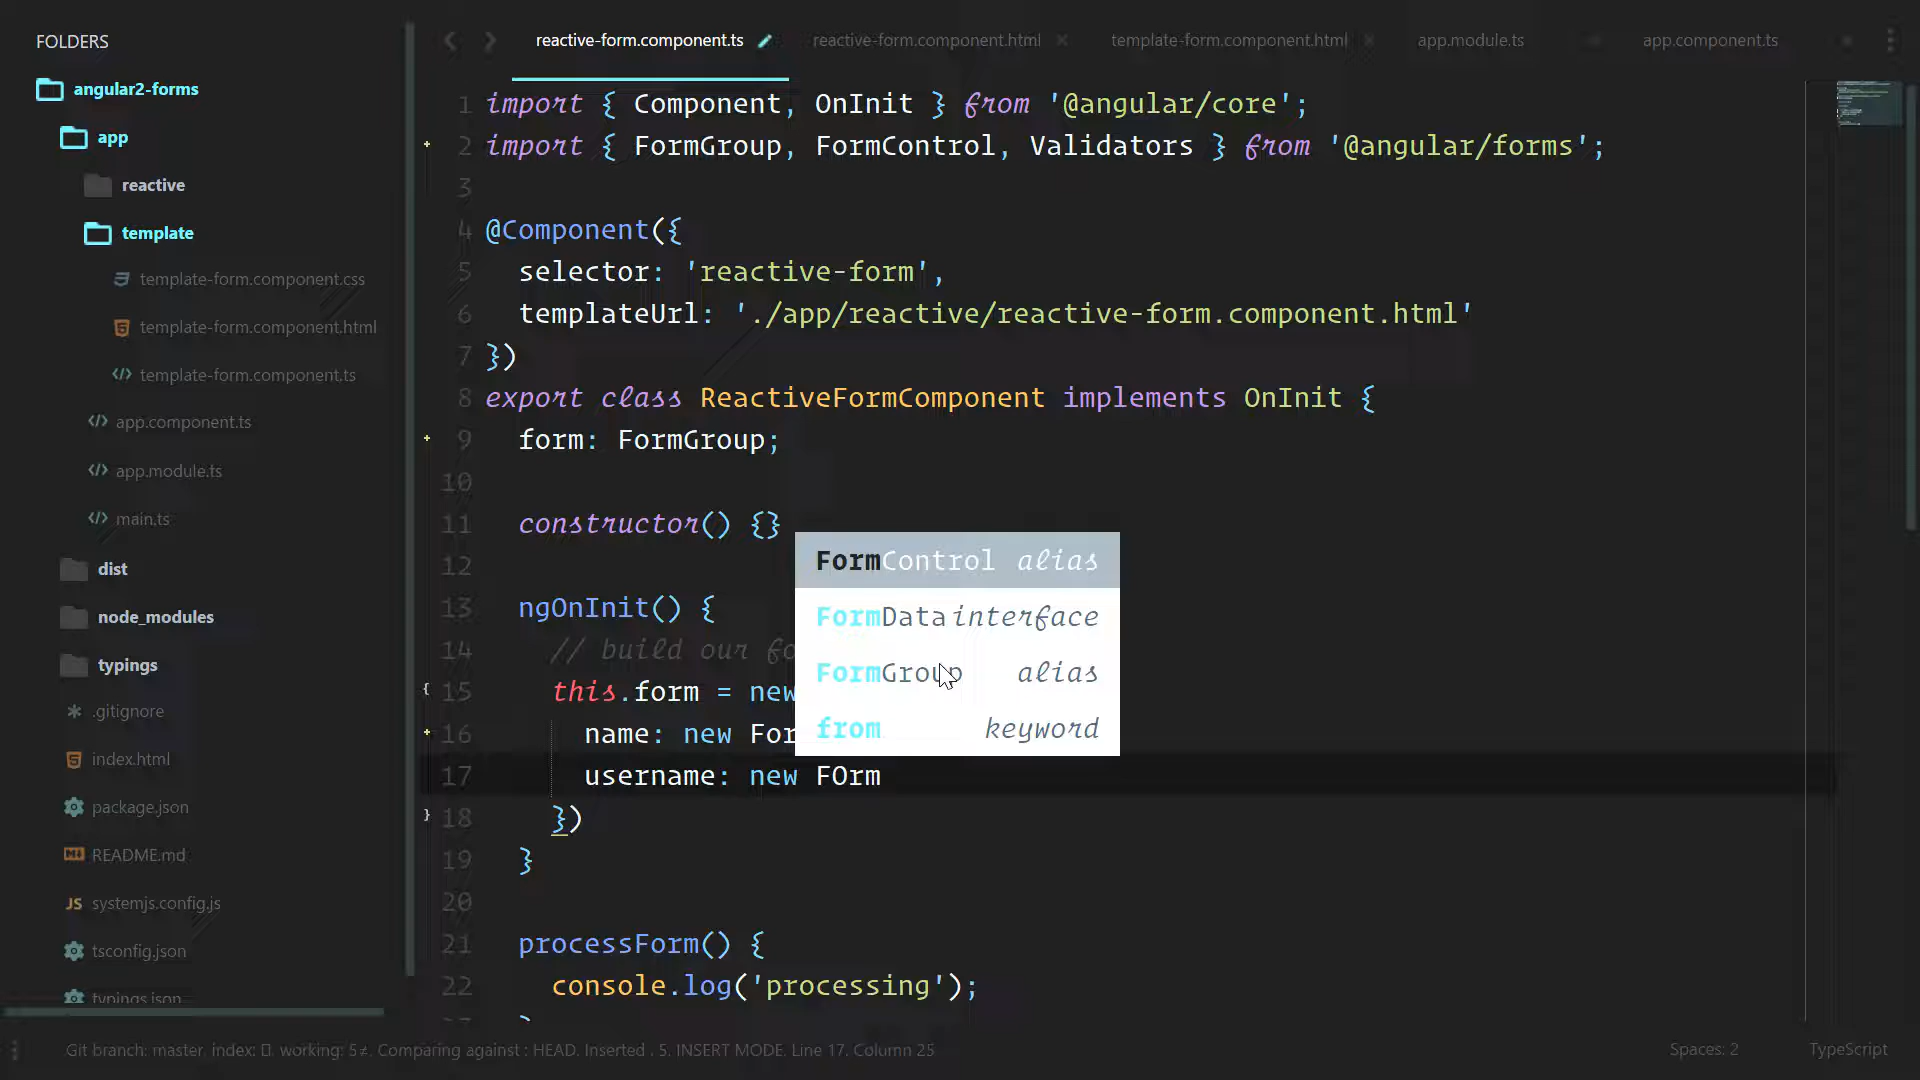 FOLDERS
angular2-forms
app
reactive
template
template-form.component.css
template-form.component.html
template-form.component.ts
app.component.ts
app.module.ts
main.ts
dist
node_modules
typings
.gitignore
index.html
package.json
README.md
systemjs.config.js
tsconfig.json
typings.json
reactive-form.component.ts reactive-form.component.html template-form.component.html app.module.ts app.component.ts
1 import { Component, OnInit } from '@angular/core';
2 import { FormGroup, FormControl, Validators } from '@angular/forms';
3
4 @Component({
5 selector: 'reactive-form',
6 templateUrl: './app/reactive/reactive-form.component.html'
7 })
8 export class ReactiveFormComponent implements OnInit {
9 form: FormGroup;
10
11 constructor() {}
12
13 ngOnInit() {
14 // build our fo
15 this.form = new
16 name: new For
17 username: new FOrm
18 })
19 }
20
21 processForm() {
22 console.log('processing');
FormControl alias
FormData interface
FormGroup alias
from keyword
Git branch: master, index: working: 5≠, Comparing against : HEAD, Inserted , 5, INSERT MODE, Line 17, Column 25
Spaces: 2
TypeScript